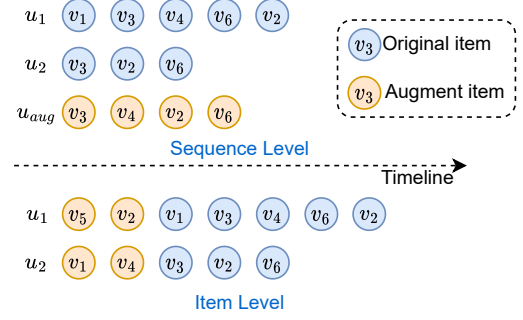 u1 v1 v3 v4 v6 v2
u2 v3 v2 v6
uaug v3 v4 v2 v6
v3 Original item
v3 Augment item
Sequence Level
Timeline
u1 v5 v2 v1 v3 v4 v6 v2
u2 v1 v4 v3 v2 v6
Item Level